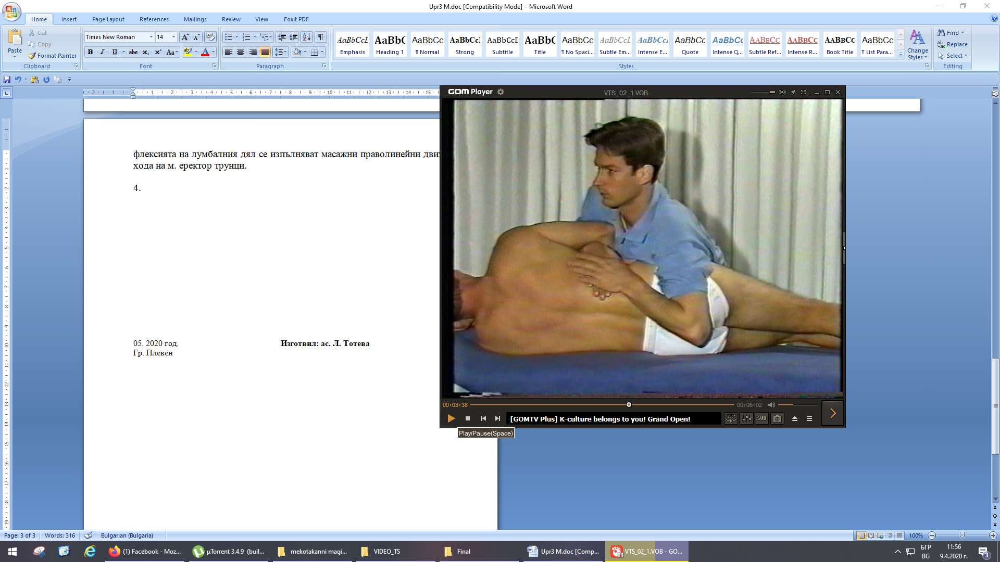 Upr3 M.doc [Compatibility Mode] - Microsoft Word
Home Insert Page Layout References Mailings Review View Foxit PDF
Paste
Cut
Copy
Format Painter
Clipboard
Times New Roman 14
Font
Paragraph
AaBbCcL AaBbC AaBbCc AaBbCcl AaBbCcI AaBbC AaBbCc AaBbCcL AaBbCcI AaBbCc AaBbCcI AABBCC AABBCC AABBCC AaBbCc
Emphasis Heading 1 ¶ Normal Strong Subtitle Title ¶ No Spaci... Subtle Em... Intense E... Quote Intense Q... Subtle Ref... Intense R... Book Title ¶ List Para...
Styles
Change Styles
Find
Replace
Select
Editing
флексията на лумбалния дял се изпълняват масажни праволинейни
хода на м. еректор трунци.
4.
05. 2020 год. Изготвил: ас. Л. Тотева
Гр. Плевен
GOM Player VTS_02_1.VOB
00:03:38 00:06:02
[GOMTV Plus] K-culture belongs to you! Grand Open!
360° SUB
Play/Pause(Space)
Page: 3 of 3 Words: 316 Bulgarian (Bulgaria) 100%
(1) Facebook - Moz... µTorrent 3.4.9 (buil... mekotakanni magi... VIDEO_TS Final Upr3 M.doc [Comp... VTS_02_1.VOB - GO...
БГР
BG
11:56
9.4.2020 г.
3